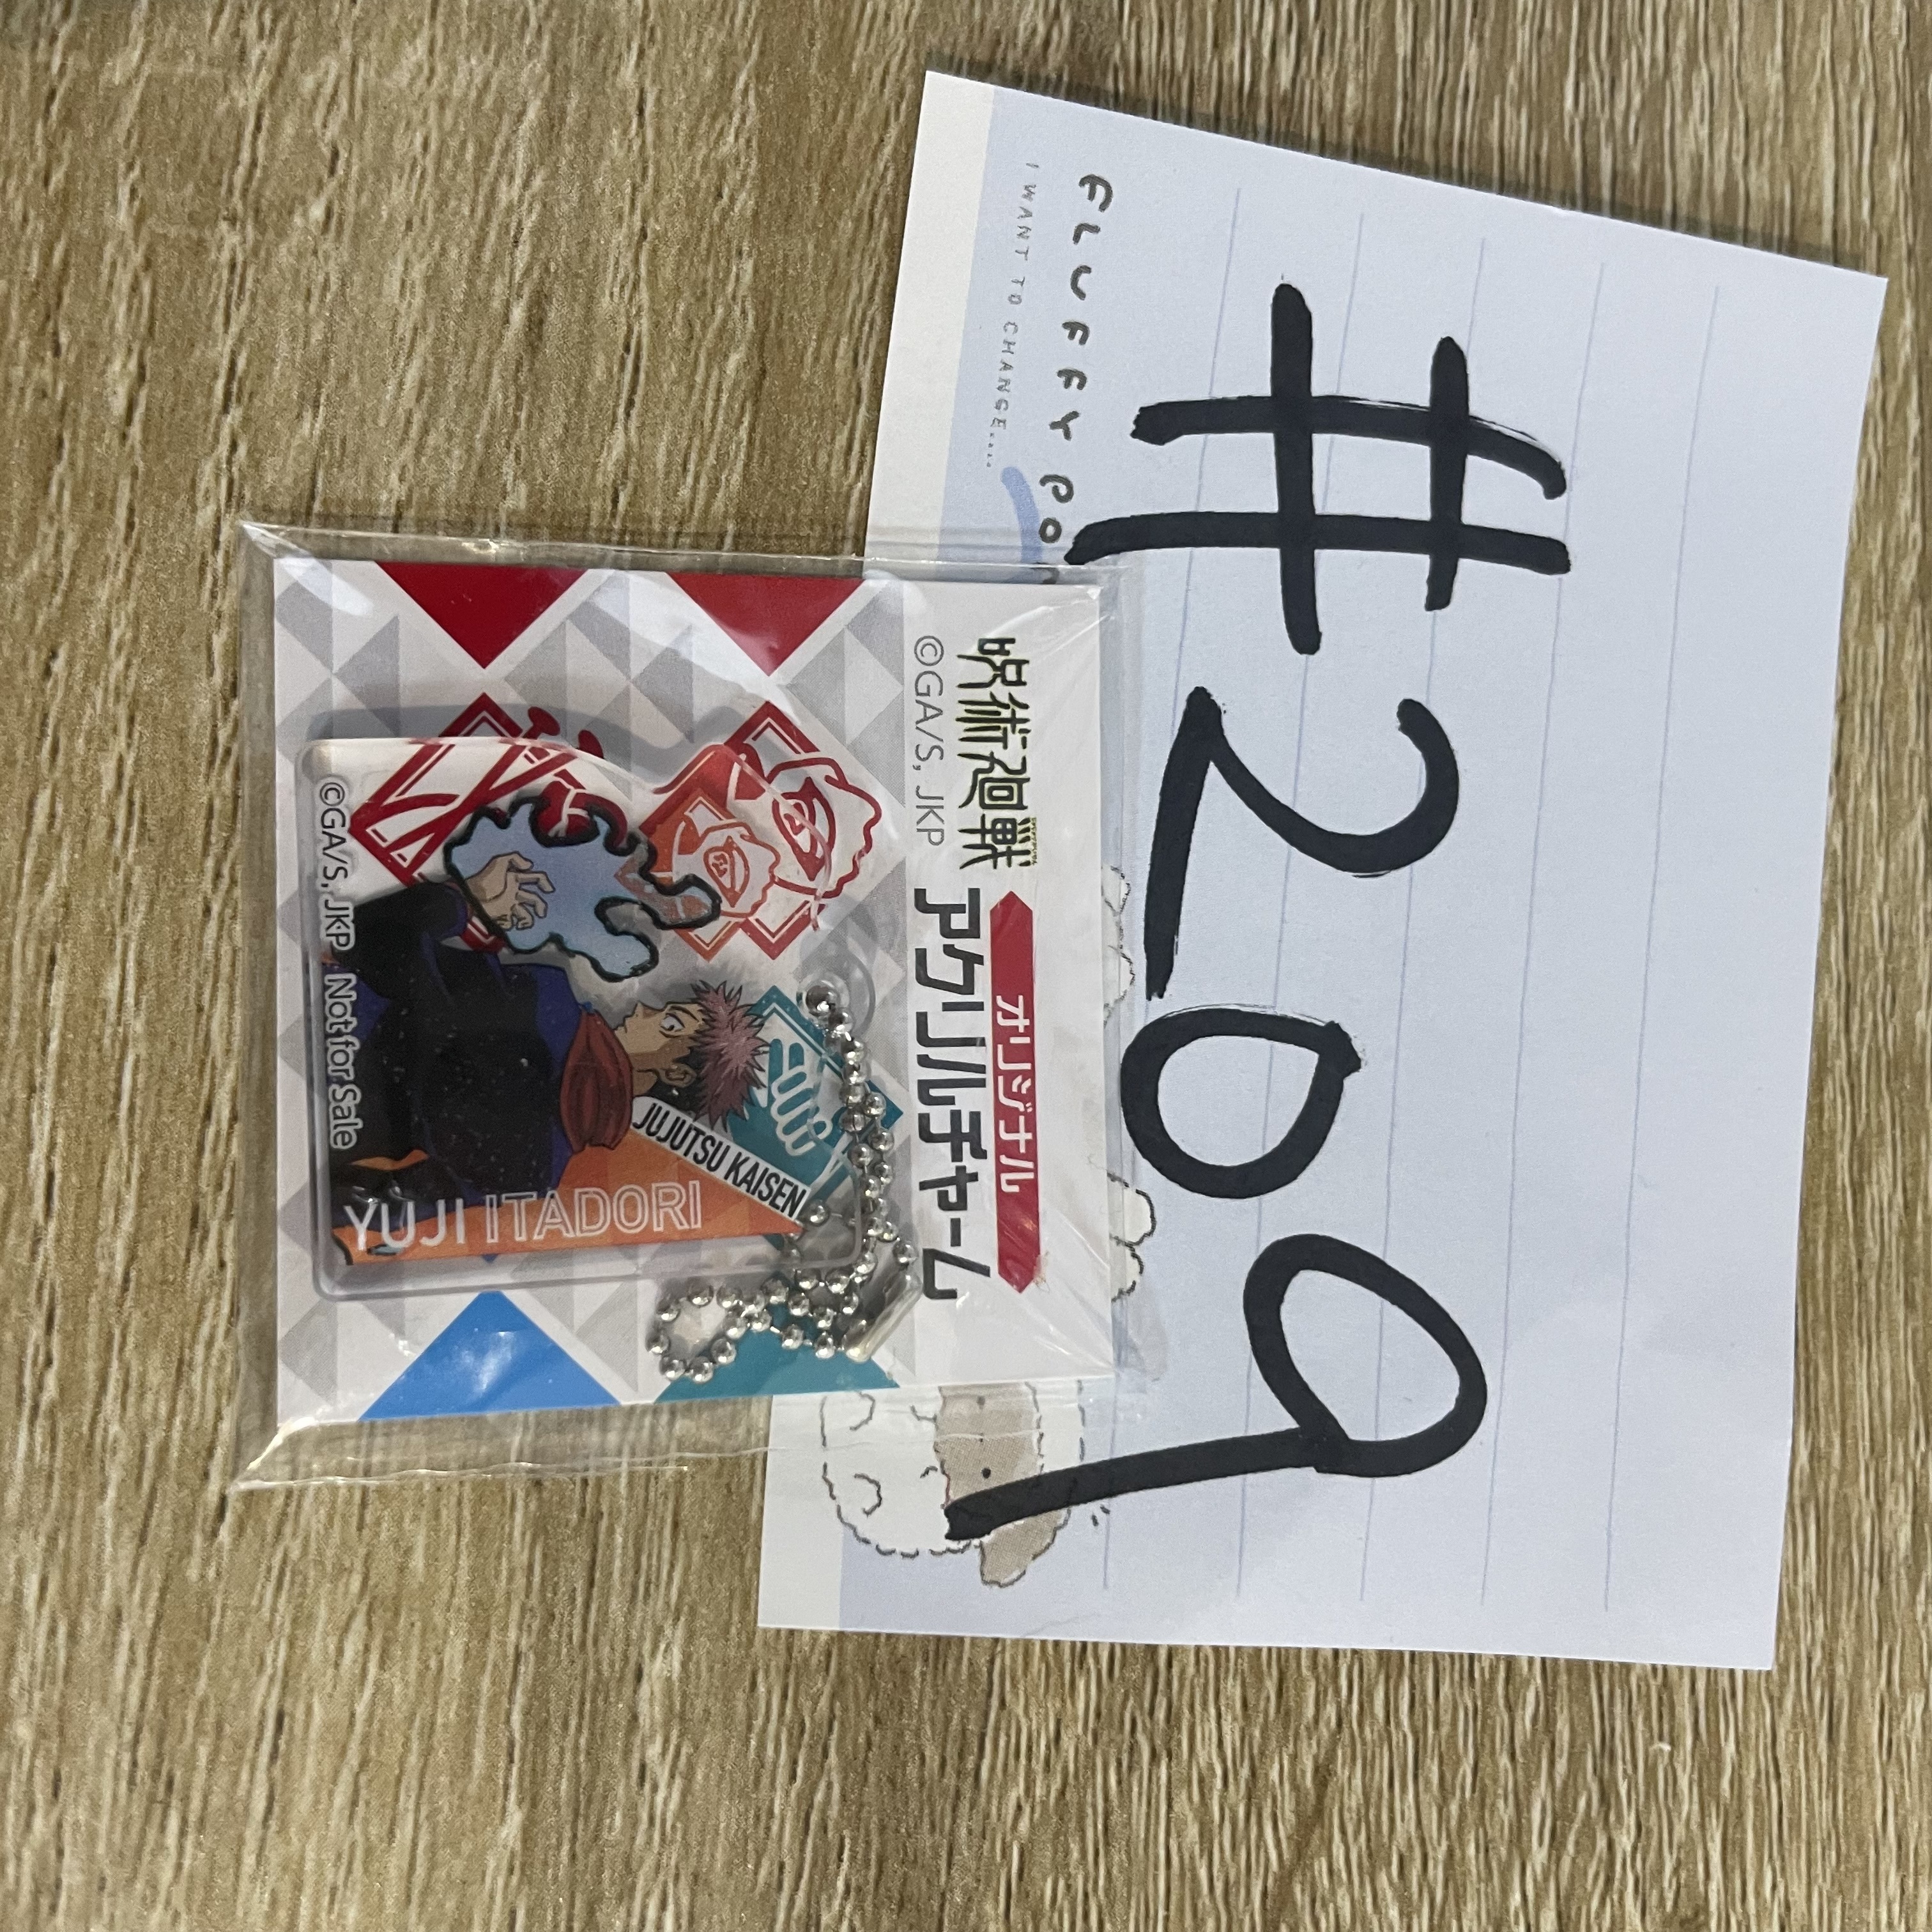 FLUFFY PO
I WANT TO CHANGE....
#209
呪術廻戦
オリジナル
©GA/S, JKP
アクリルチャーム
JUJUTSU KAISEN
YUJI ITADORI
©GA/S, JKP Not for Sale